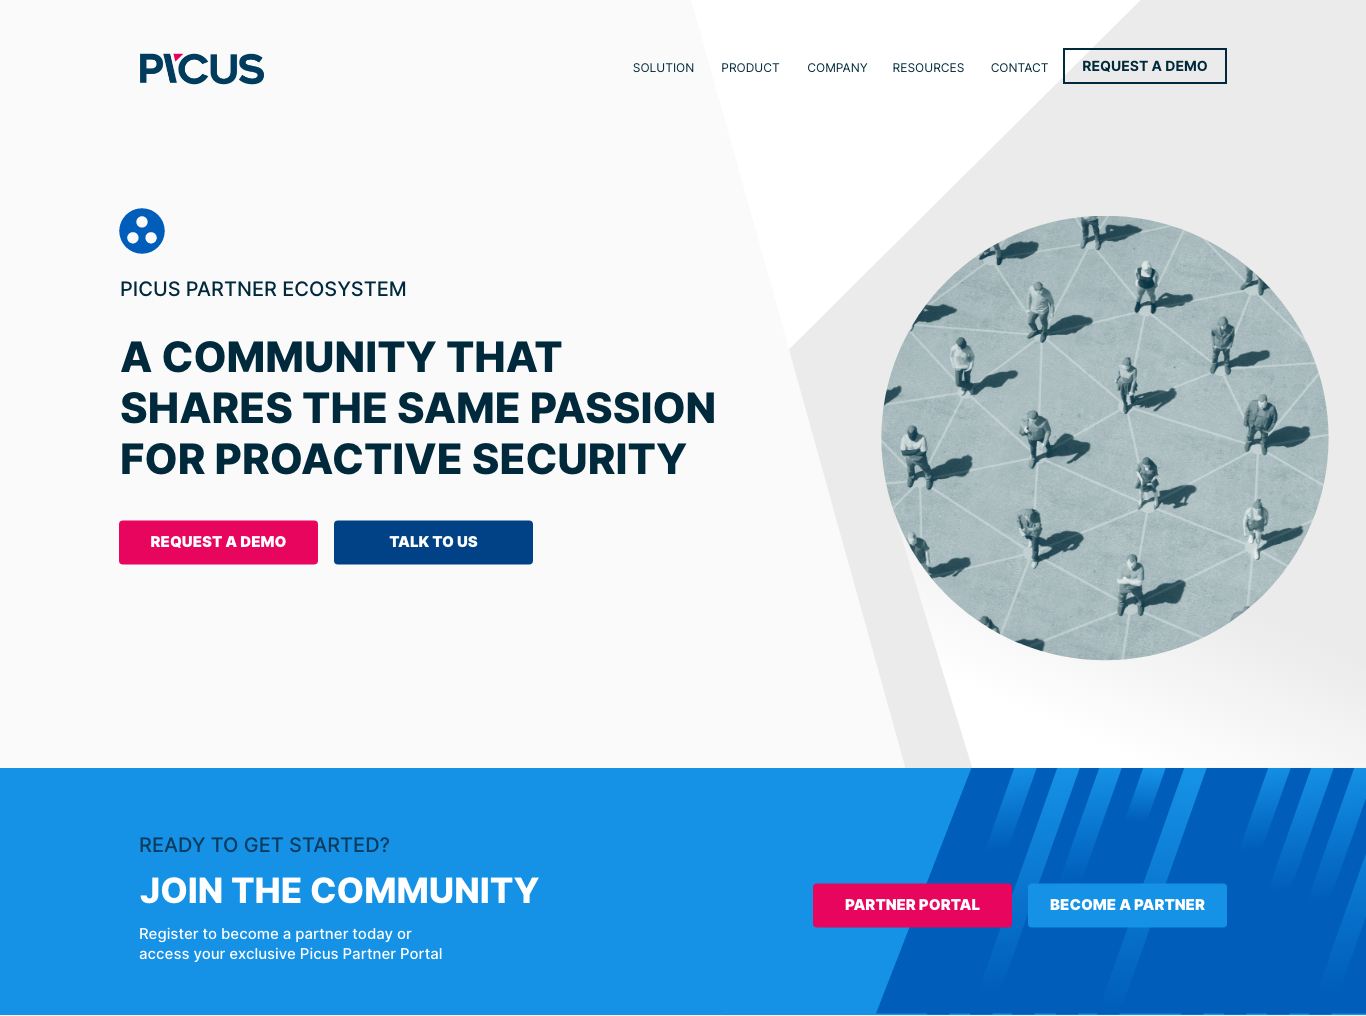 PICUS
SOLUTION PRODUCT COMPANY RESOURCES CONTACT REQUEST A DEMO
PICUS PARTNER ECOSYSTEM
A COMMUNITY THAT
SHARES THE SAME PASSION
FOR PROACTIVE SECURITY
REQUEST A DEMO TALK TO US
READY TO GET STARTED?
JOIN THE COMMUNITY
Register to become a partner today or
access your exclusive Picus Partner Portal
PARTNER PORTAL BECOME A PARTNER